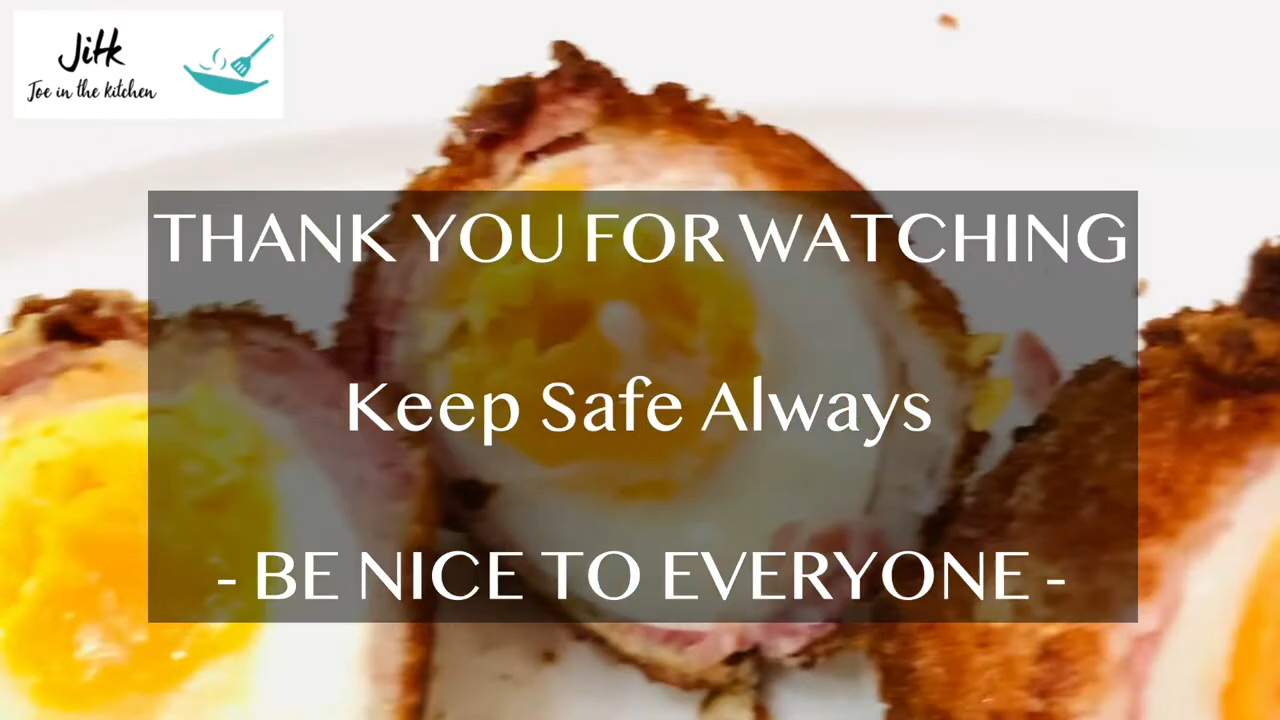 JitK
Joe in the kitchen
THANK YOU FOR WATCHING
Keep Safe Always
- BE NICE TO EVERYONE -